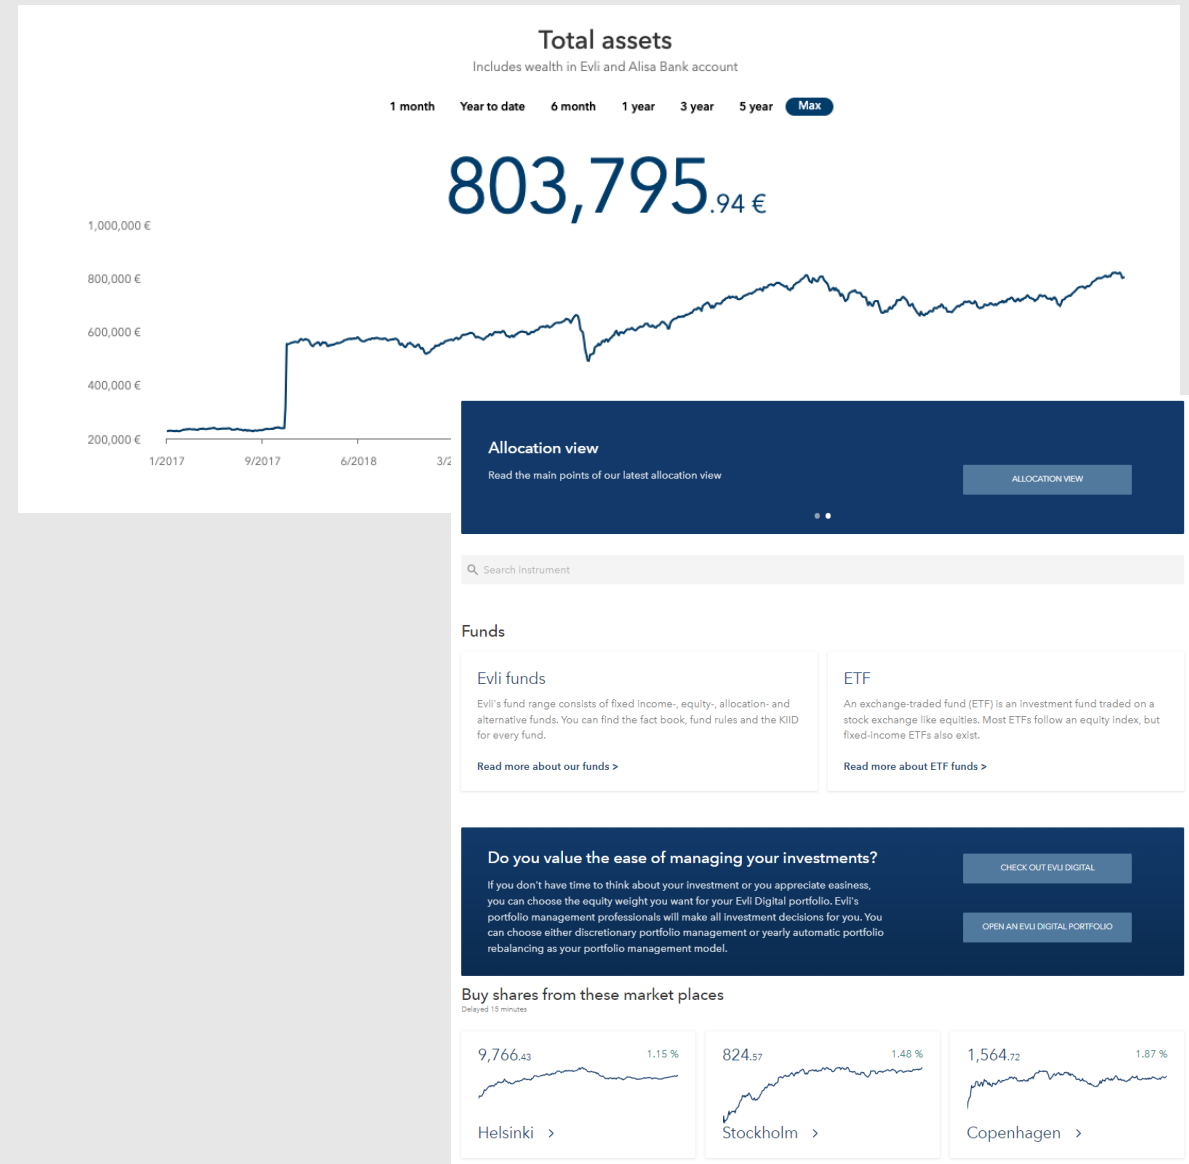 Total assets
Includes wealth in Evli and Alisa Bank account
1 month Year to date 6 month 1 year 3 year 5 year Max
803,795.94 €
1,000,000 €
800,000 €
600,000 €
400,000 €
200,000 €
1/2017 9/2017 6/2018 3/2
Allocation view
Read the main points of our latest allocation view
ALLOCATION VIEW
Search Instrument
Funds
Evli funds
Evli's fund range consists of fixed income-, equity-, allocation- and
alternative funds. You can find the fact book, fund rules and the KIID
for every fund.
Read more about our funds >
ETF
An exchange-traded fund (ETF) is an investment fund traded on a
stock exchange like equities. Most ETFs follow an equity index, but
fixed-income ETFs also exist.
Read more about ETF funds >
Do you value the ease of managing your investments?
If you don't have time to think about your investment or you appreciate easiness,
you can choose the equity weight you want for your Evli Digital portfolio. Evli's
portfolio management professionals will make all investment decisions for you. You
can choose either discretionary portfolio management or yearly automatic portfolio
rebalancing as your portfolio management model.
CHECK OUT EVLI DIGITAL
OPEN AN EVLI DIGITAL PORTFOLIO
Buy shares from these market places
Delayed 15 minutes
9,766.43 1.15 %
Helsinki >
824.57 1.48 %
Stockholm >
1,564.72 1.87 %
Copenhagen >